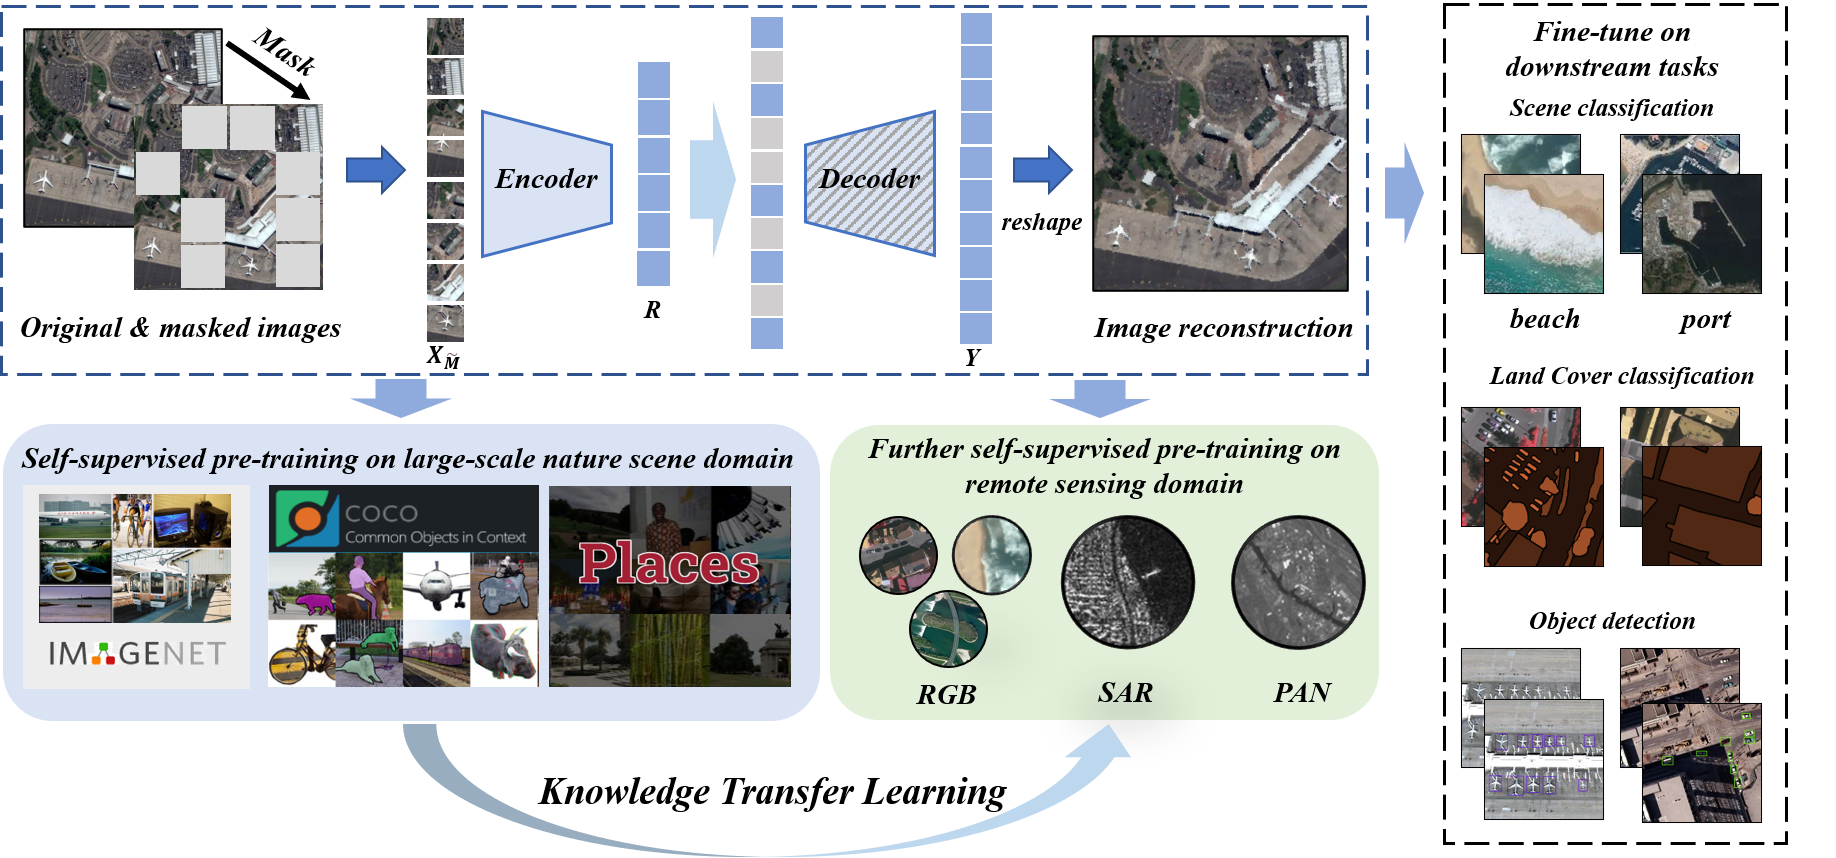 Mask
Original & masked images
X_M̃
Encoder
R
Decoder
Y
reshape
Image reconstruction
Self-supervised pre-training on large-scale nature scene domain
IMAGENET
COCO
Common Objects in Context
Places
Further self-supervised pre-training on
remote sensing domain
RGB
SAR
PAN
Knowledge Transfer Learning
Fine-tune on
downstream tasks
Scene classification
beach
port
Land Cover classification
Object detection